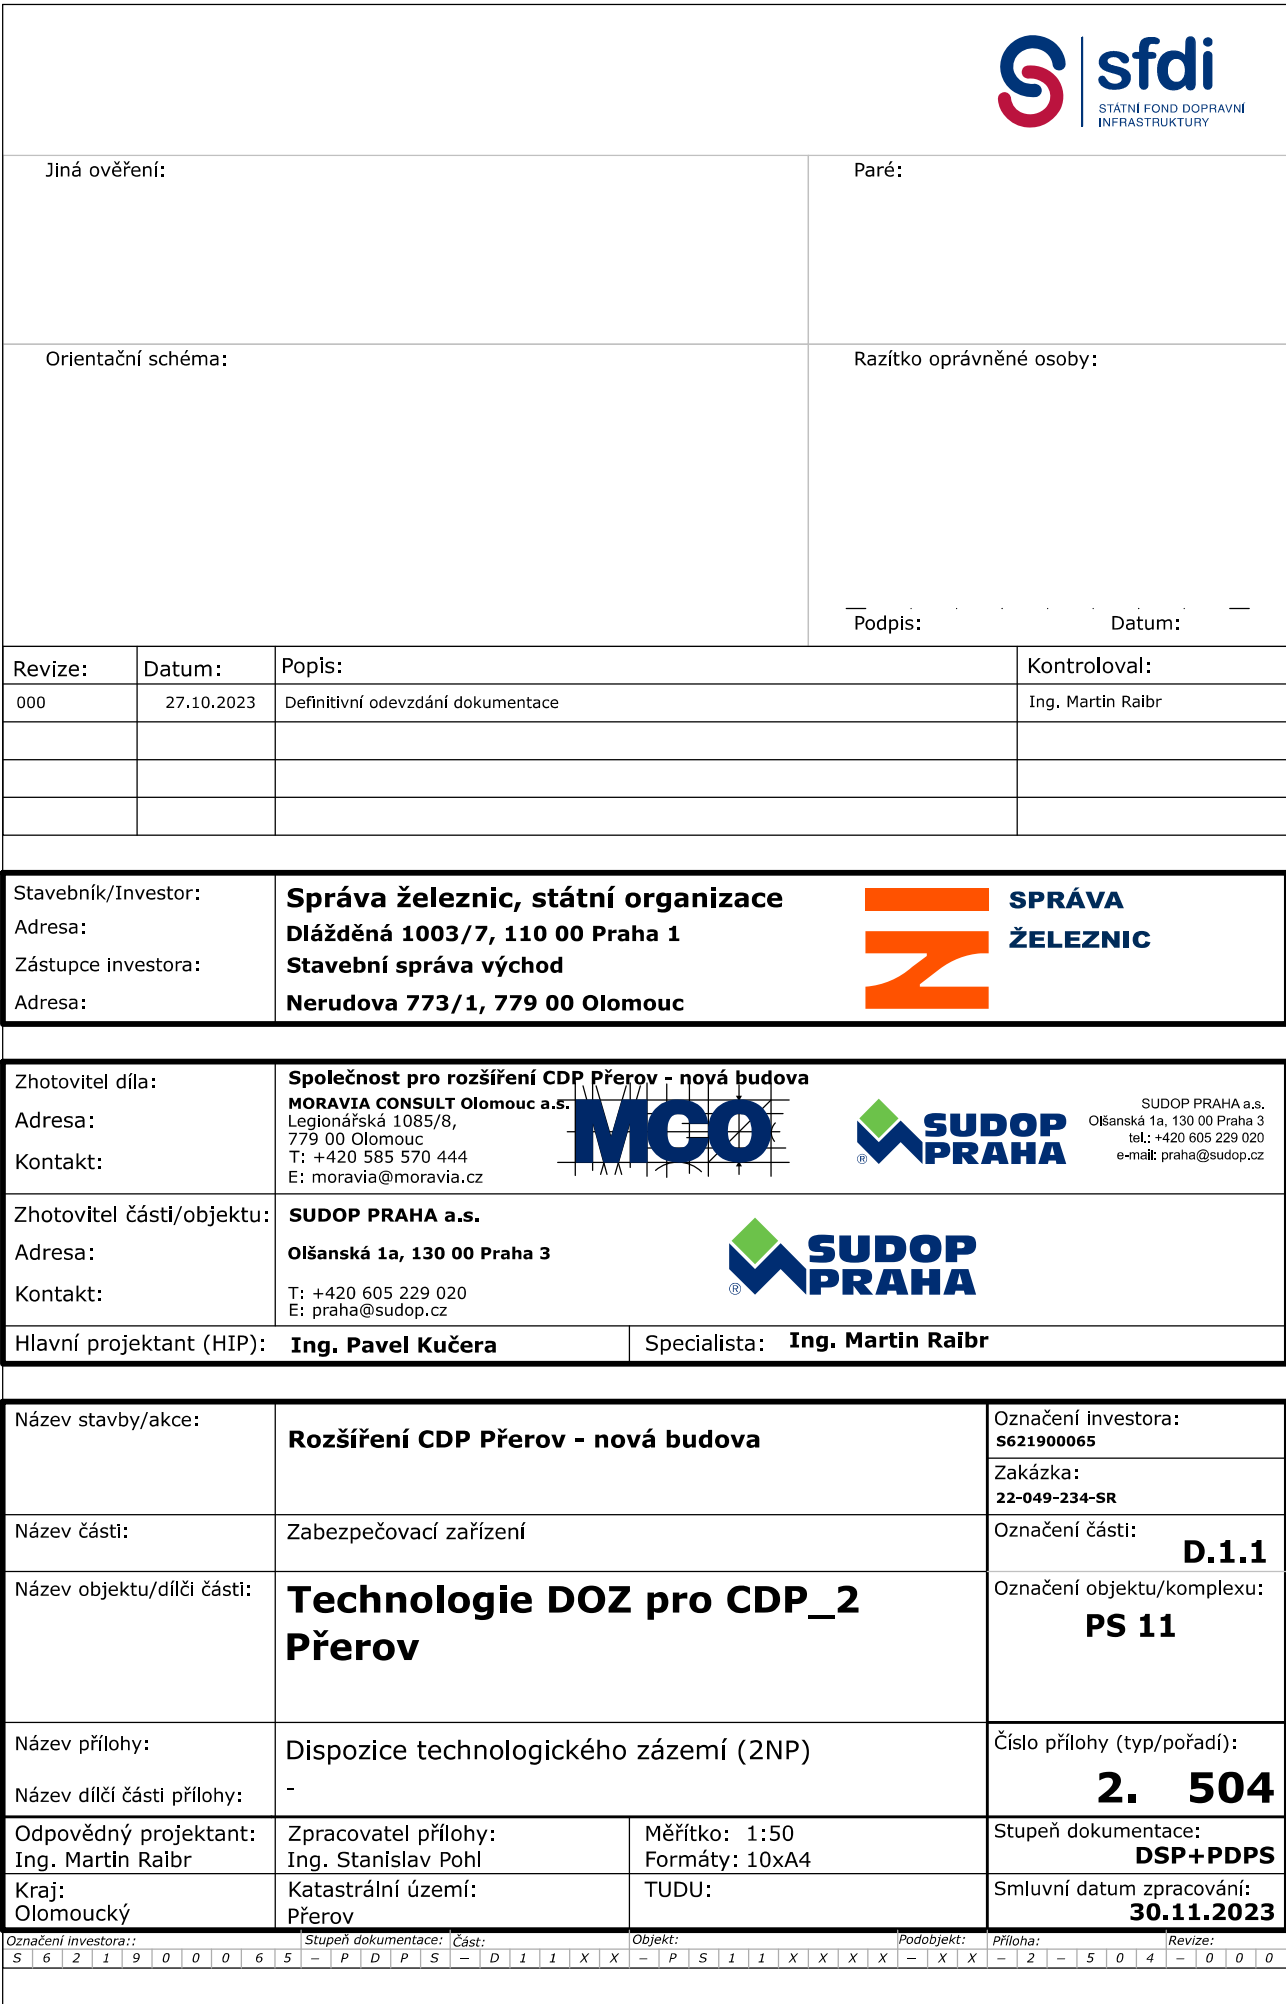 sfdi
STÁTNÍ FOND DOPRAVNÍ
INFRASTRUKTURY
Jiná ověření:
Paré:
Orientační schéma:
Razítko oprávněné osoby:
Podpis: Datum:
Revize: Datum: Popis: Kontroloval:
000 27.10.2023 Definitivní odevzdání dokumentace Ing. Martin Raibr
Stavebník/Investor: Správa železnic, státní organizace
Adresa: Dlážděná 1003/7, 110 00 Praha 1
Zástupce investora: Stavební správa východ
Adresa: Nerudova 773/1, 779 00 Olomouc
SPRÁVA
ŽELEZNIC
Zhotovitel díla: Společnost pro rozšíření CDP Přerov - nová budova
MORAVIA CONSULT Olomouc a.s.
Adresa: Legionářská 1085/8,
779 00 Olomouc
Kontakt: T: +420 585 570 444
E: moravia@moravia.cz
MCO
SUDOP
PRAHA
®
SUDOP PRAHA a.s.
Olšanská 1a, 130 00 Praha 3
tel.: +420 605 229 020
e-mail: praha@sudop.cz
Zhotovitel části/objektu: SUDOP PRAHA a.s.
Adresa: Olšanská 1a, 130 00 Praha 3
Kontakt: T: +420 605 229 020
E: praha@sudop.cz
SUDOP
PRAHA
®
Hlavní projektant (HIP): Ing. Pavel Kučera Specialista: Ing. Martin Raibr
Název stavby/akce: Rozšíření CDP Přerov - nová budova
Označení investora:
S621900065
Zakázka:
22-049-234-SR
Název části: Zabezpečovací zařízení
Označení části:
D.1.1
Název objektu/dílči části: Technologie DOZ pro CDP_2
Přerov
Označení objektu/komplexu:
PS 11
Název přílohy: Dispozice technologického zázemí (2NP)
Název dílčí části přílohy: -
Číslo přílohy (typ/pořadí):
2. 504
Odpovědný projektant: Zpracovatel přílohy: Měřítko: 1:50 Stupeň dokumentace:
Ing. Martin Raibr Ing. Stanislav Pohl Formáty: 10xA4 DSP+PDPS
Kraj: Katastrální území: TUDU: Smluvní datum zpracování:
Olomoucký Přerov 30.11.2023
Označení investora:: Stupeň dokumentace: Část: Objekt: Podobjekt: Příloha: Revize:
S 6 2 1 9 0 0 0 6 5 – P D P S – D 1 1 X X – P S 1 1 X X X X – X X – 2 – 5 0 4 – 0 0 0